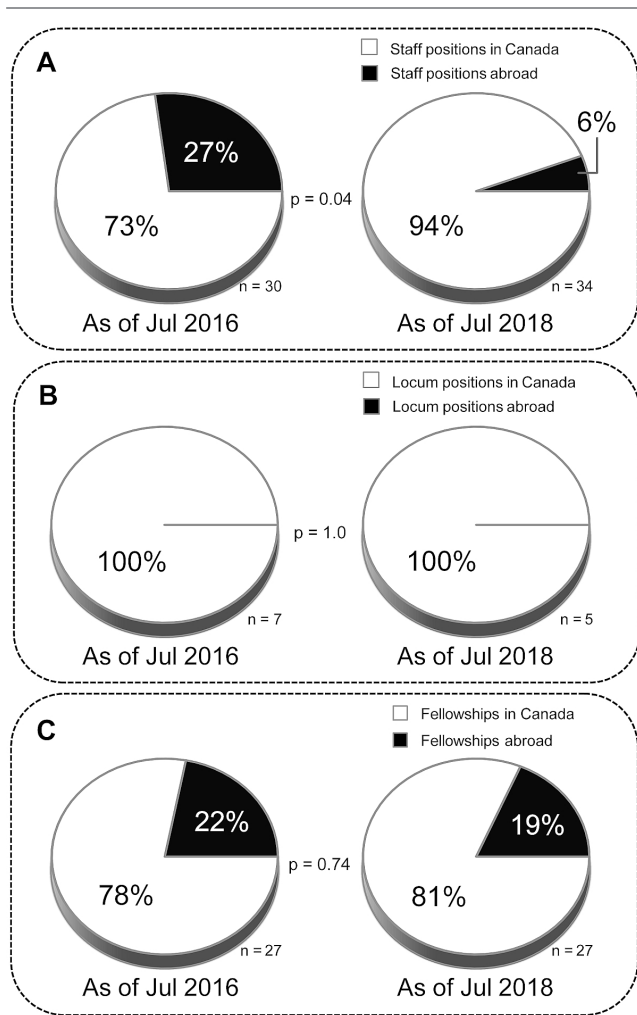 A
Staff positions in Canada
Staff positions abroad
27%
73%
n = 30
As of Jul 2016
p = 0.04
6%
94%
n = 34
As of Jul 2018
B
Locum positions in Canada
Locum positions abroad
100%
n = 7
As of Jul 2016
p = 1.0
100%
n = 5
As of Jul 2018
C
Fellowships in Canada
Fellowships abroad
22%
78%
n = 27
As of Jul 2016
p = 0.74
19%
81%
n = 27
As of Jul 2018